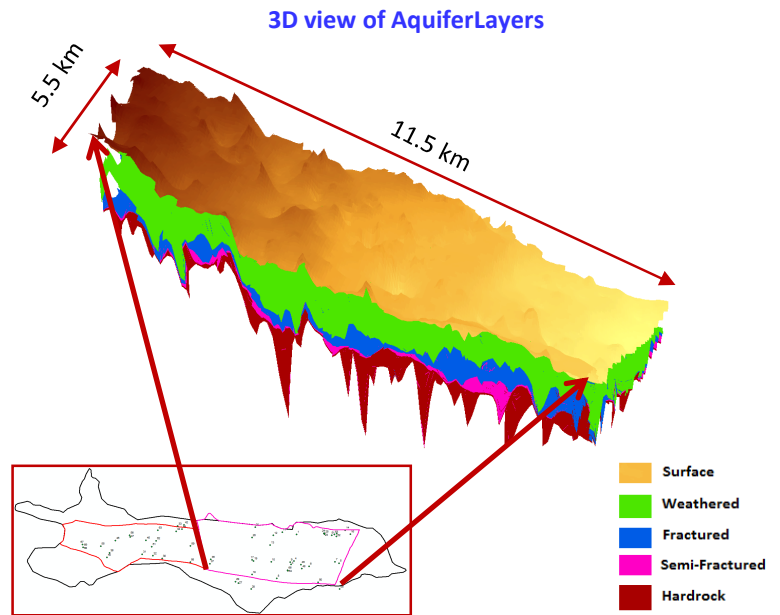 3D view of AquiferLayers
5.5 km
11.5 km
Surface
Weathered
Fractured
Semi-Fractured
Hardrock